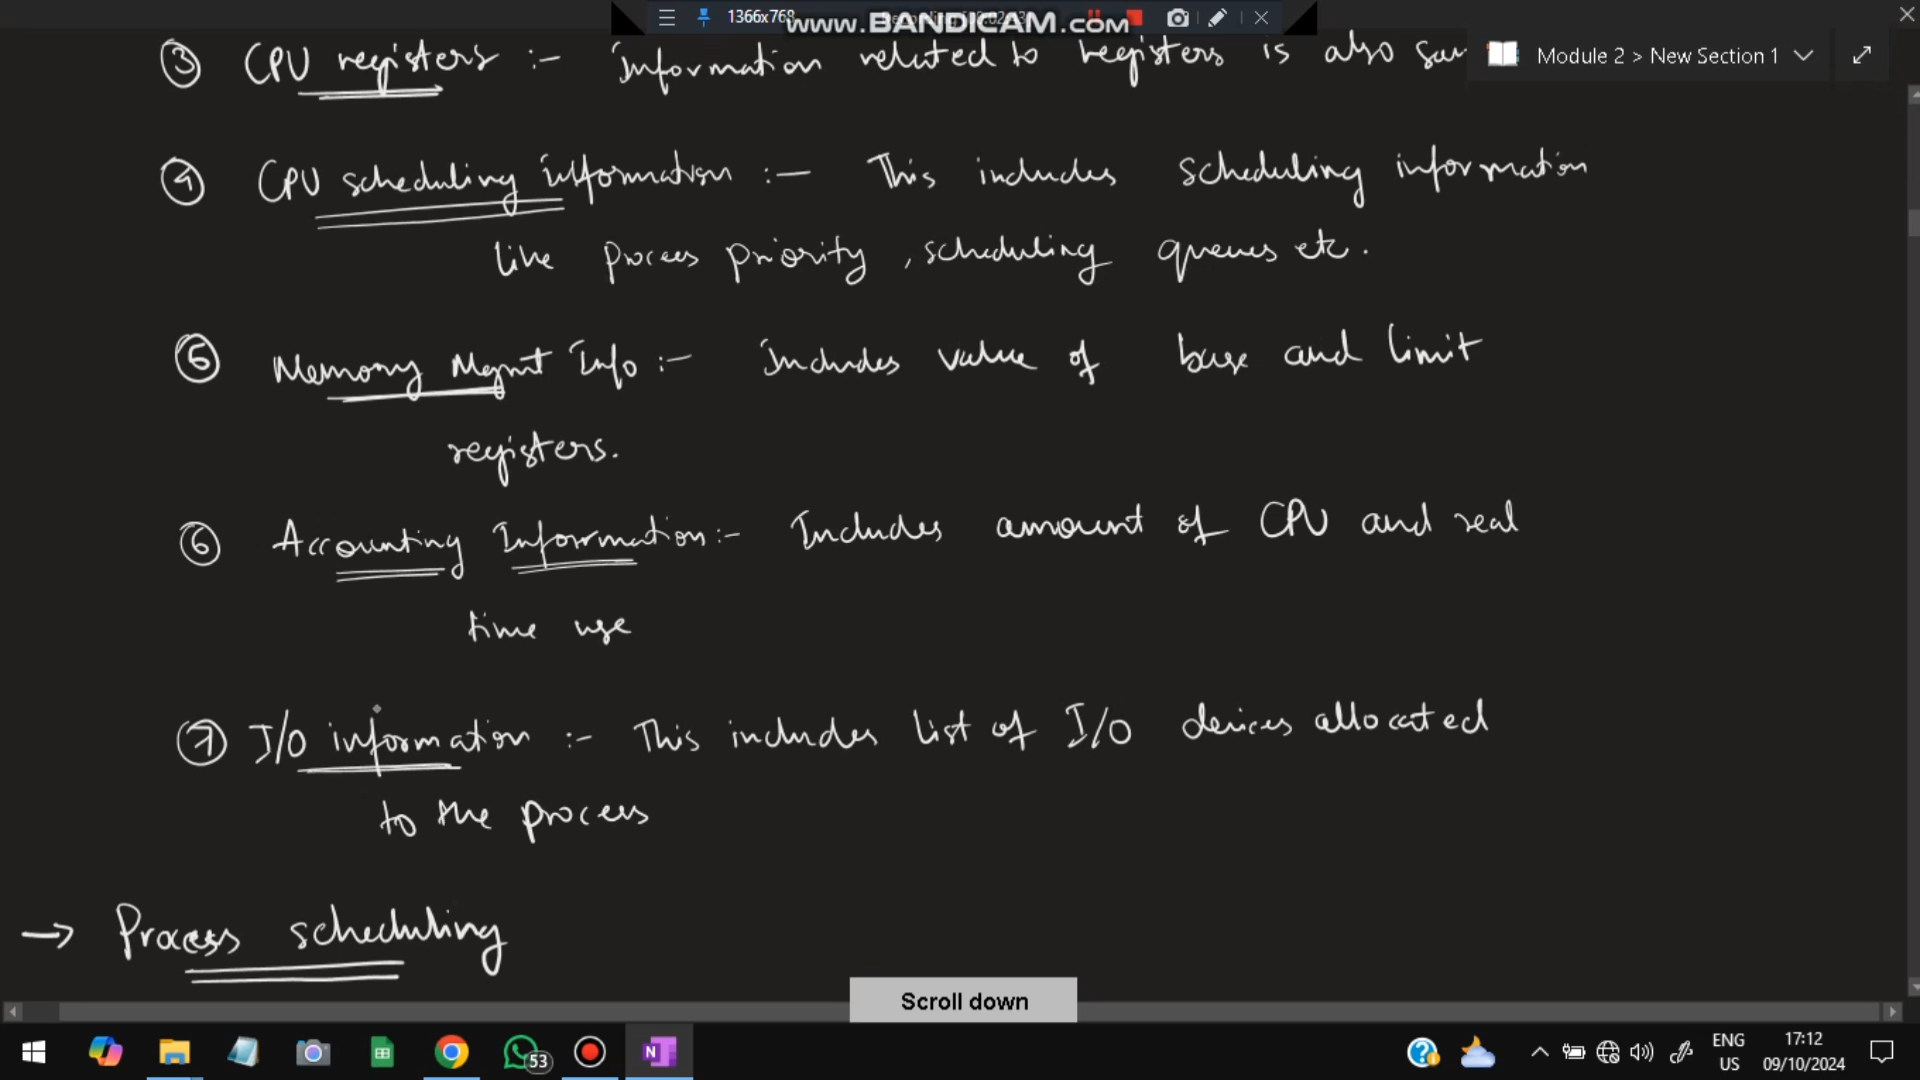 1366x768
www.BANDICAM.com
③ CPU registers :- Information related to registers is also
Module 2 > New Section 1
④ CPU scheduling information :- This includes scheduling information
like process priority, scheduling queues etc.
⑤ Memory Mgmt Info :- Includes value of base and limit
registers.
⑥ Accounting Information :- Includes amount of CPU and real
time use
⑦ I/O information :- This includes list of I/O devices allocated
to the process
→ Process scheduling
Scroll down
53
N
ENG
US
17:12
09/10/2024